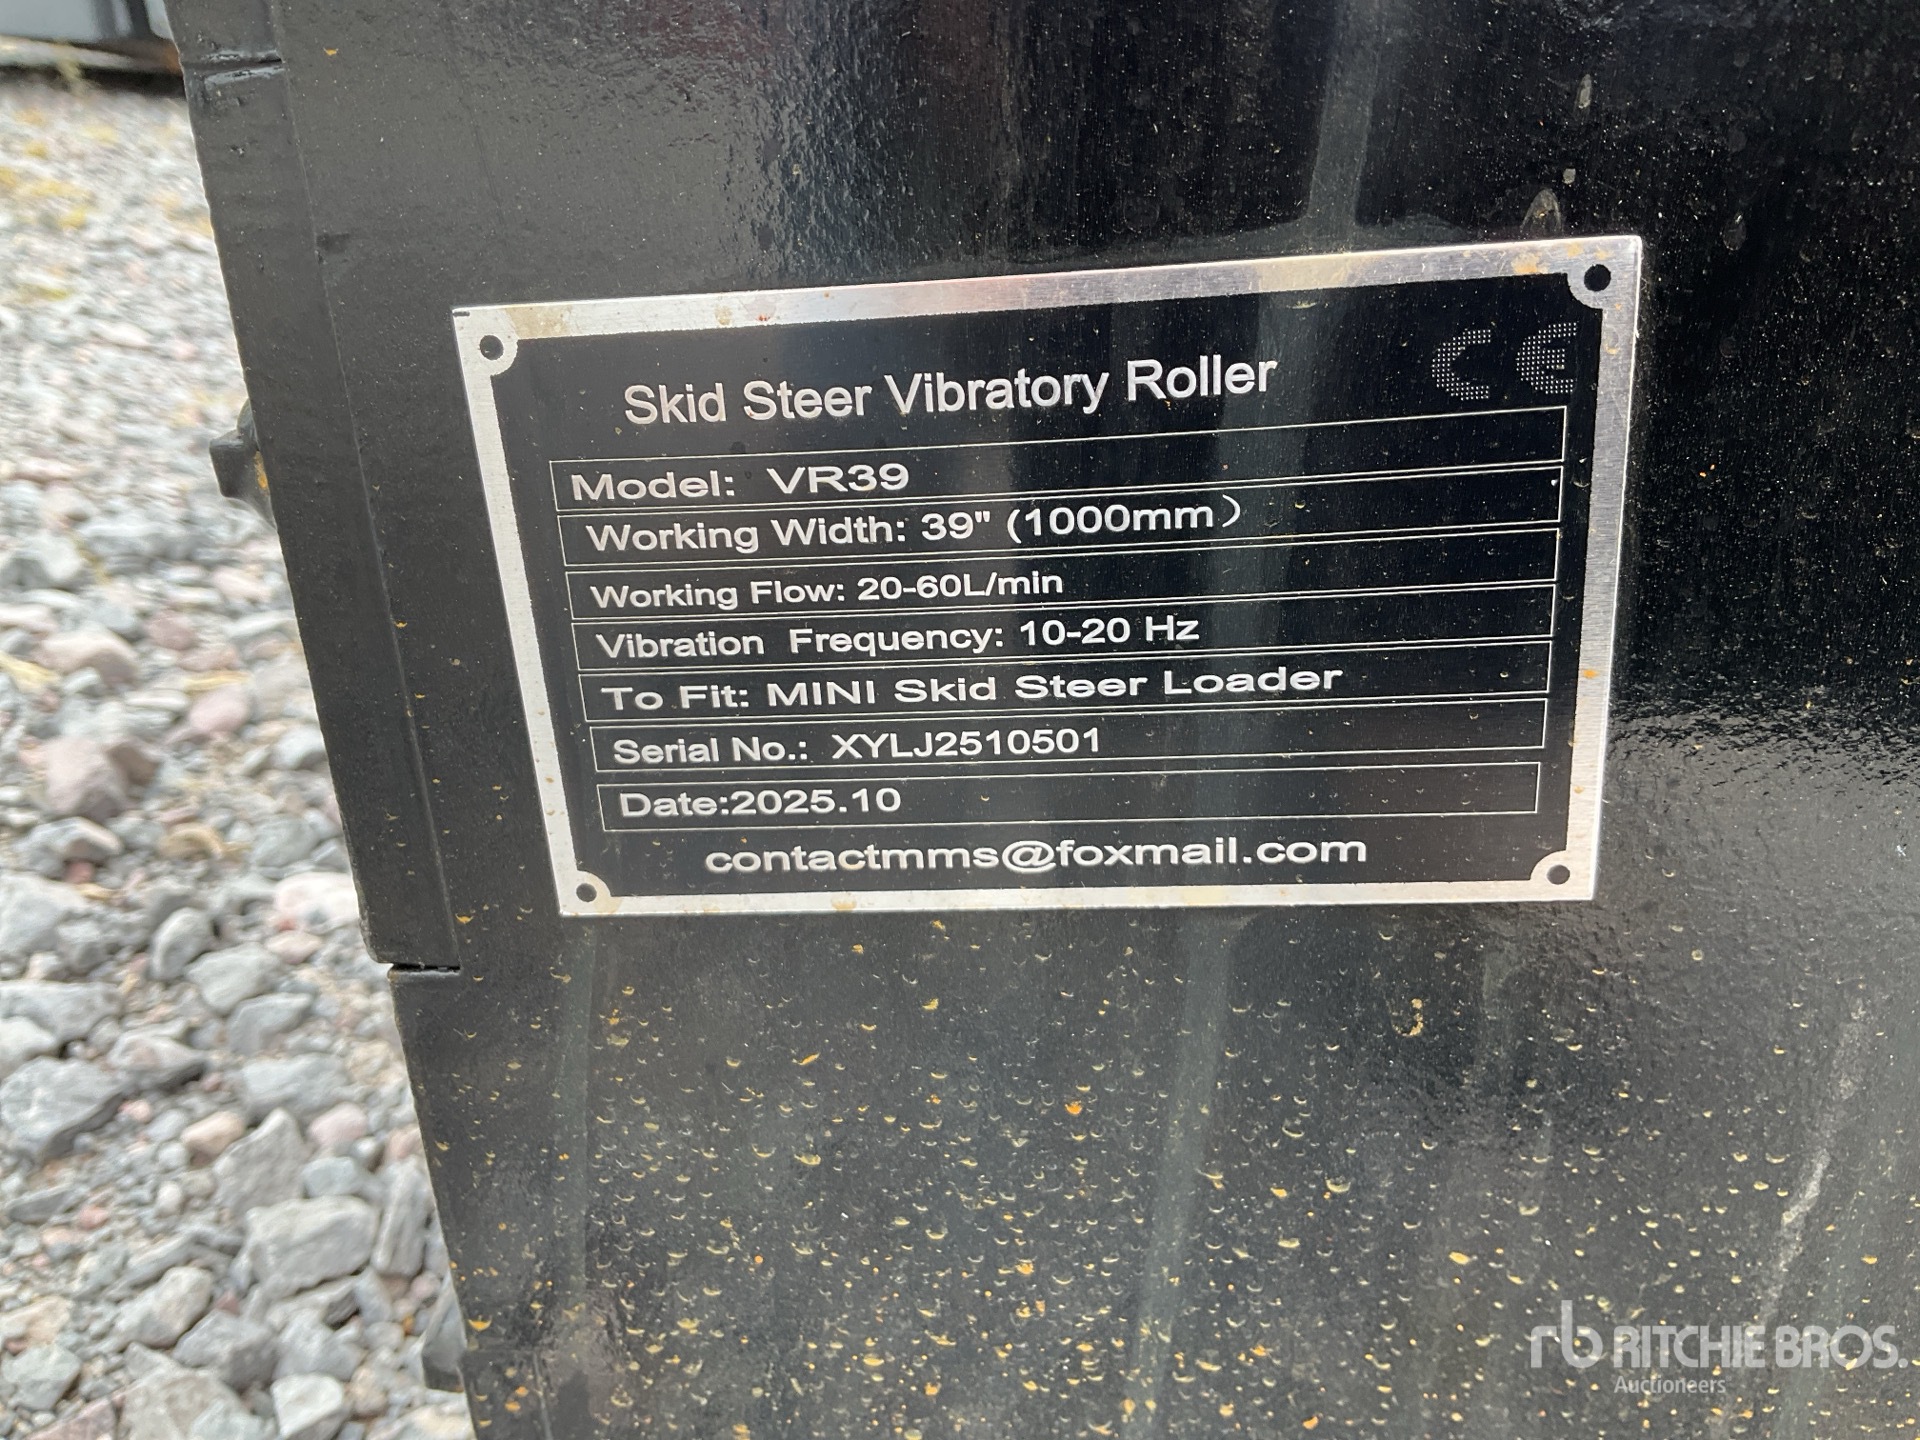 Skid Steer Vibratory Roller
CE
Model: VR39
Working Width: 39" (1000mm)
Working Flow: 20-60L/min
Vibration Frequency: 10-20 Hz
To Fit: MINI Skid Steer Loader
Serial No.: XYLJ2510501
Date:2025.10
contactmms@foxmail.com
rb RITCHIE BROS.
Auctioneers